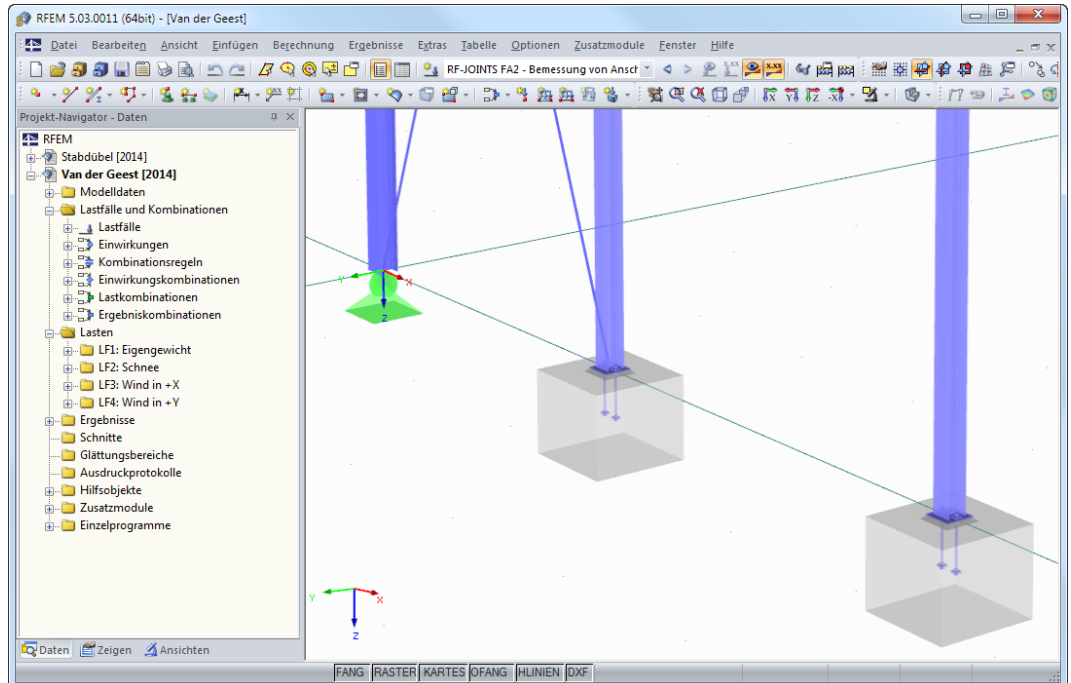 RFEM 5.03.0011 (64bit) - [Van der Geest]
Datei Bearbeiten Ansicht Einfügen Berechnung Ergebnisse Extras Tabelle Optionen Zusatzmodule Fenster Hilfe
RF-JOINTS FA2 - Bemessung von Ansch
Projekt-Navigator - Daten
RFEM
Stabdübel [2014]
Van der Geest [2014]
Modelldaten
Lastfälle und Kombinationen
Lastfälle
Einwirkungen
Kombinationsregeln
Einwirkungskombinationen
Lastkombinationen
Ergebniskombinationen
Lasten
LF1: Eigengewicht
LF2: Schnee
LF3: Wind in +X
LF4: Wind in +Y
Ergebnisse
Schnitte
Glättungsbereiche
Ausdruckprotokolle
Hilfsobjekte
Zusatzmodule
Einzelprogramme
Y X
Z
Y X
Z
Daten Zeigen Ansichten
FANG RASTER KARTES OFANG HLINIEN DXF